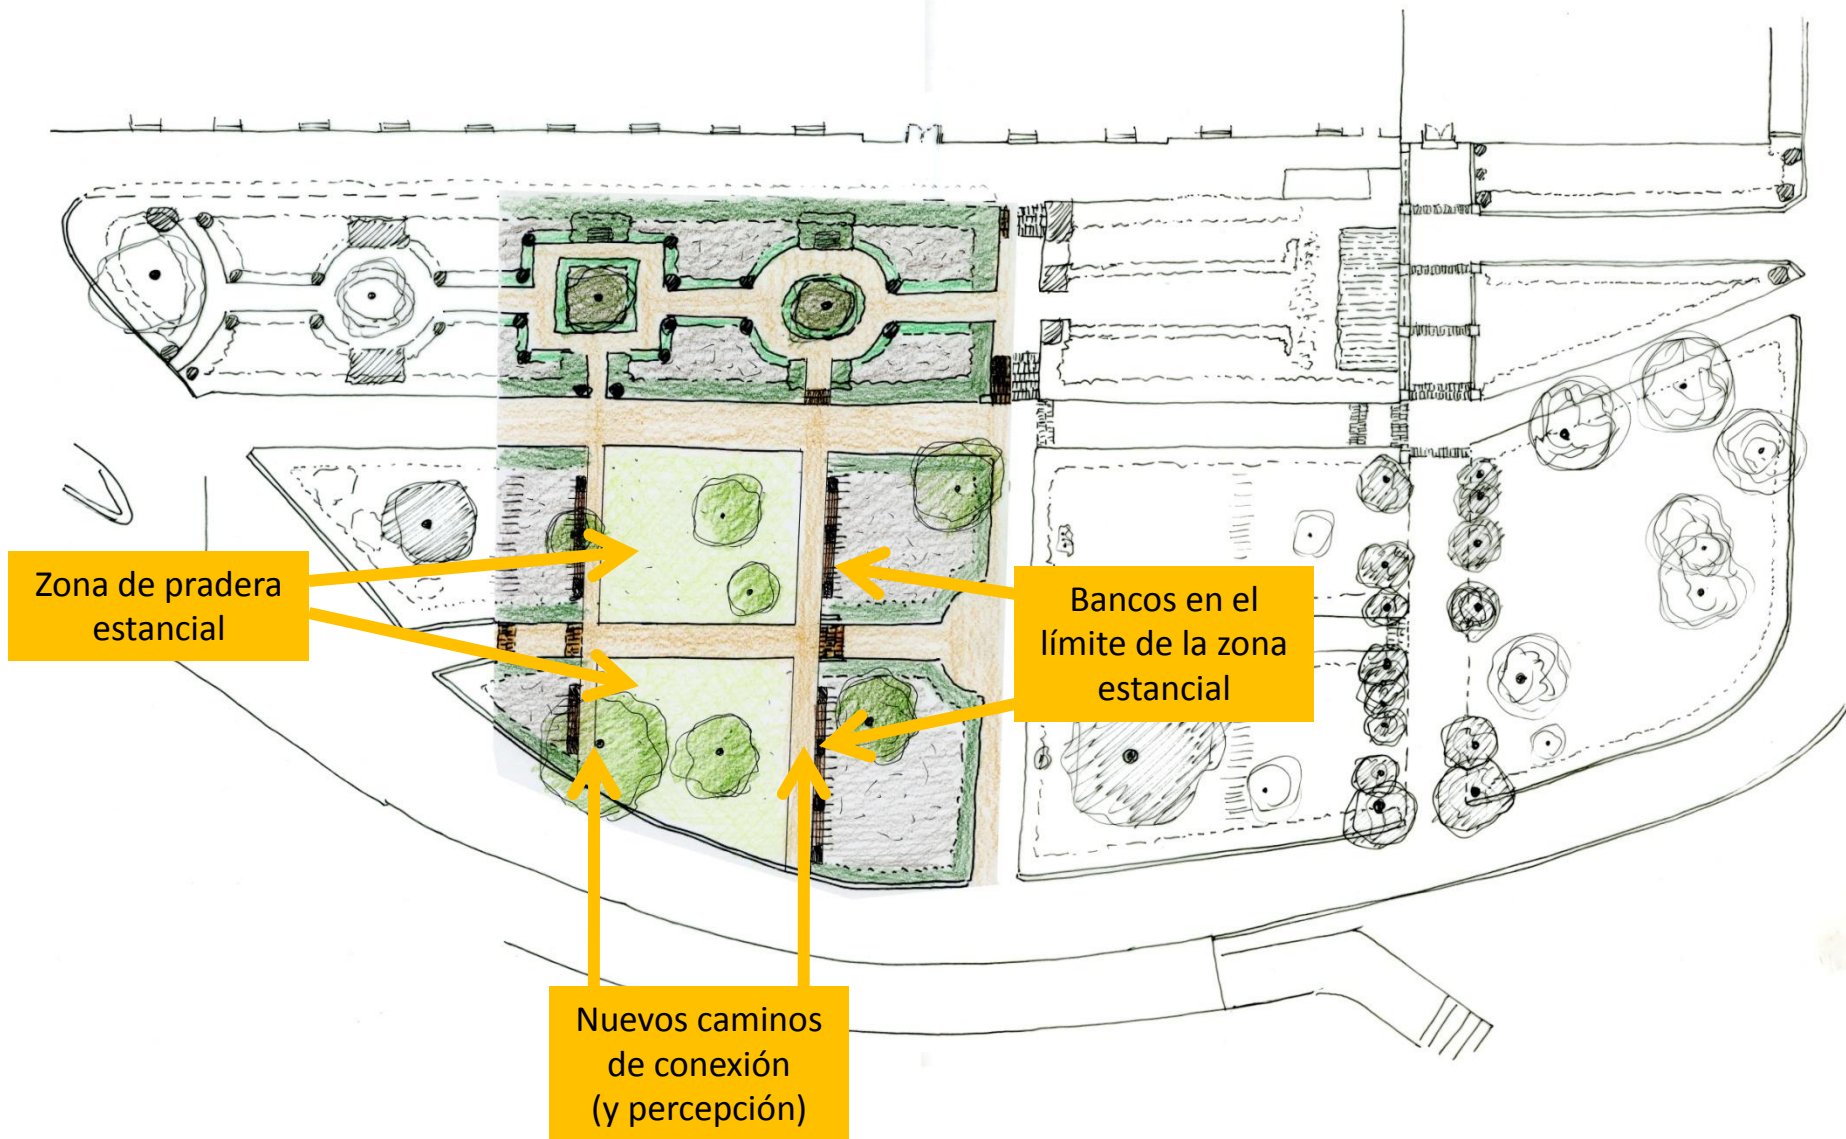 Zona de pradera
estancial
Bancos en el
límite de la zona
estancial
Nuevos caminos
de conexión
(y percepción)